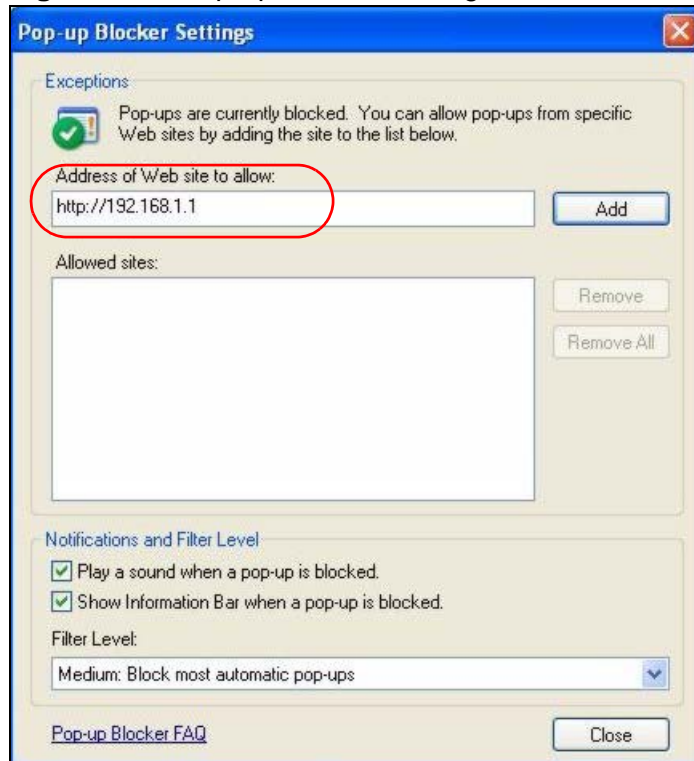 Pop-up Blocker Settings
Exceptions
Pop-ups are currently blocked. You can allow pop-ups from specific
Web sites by adding the site to the list below.
Address of Web site to allow:
http://192.168.1.1
Add
Allowed sites:
Remove
Remove All
Notifications and Filter Level
Play a sound when a pop-up is blocked.
Show Information Bar when a pop-up is blocked.
Filter Level:
Medium: Block most automatic pop-ups
Pop-up Blocker FAQ
Close